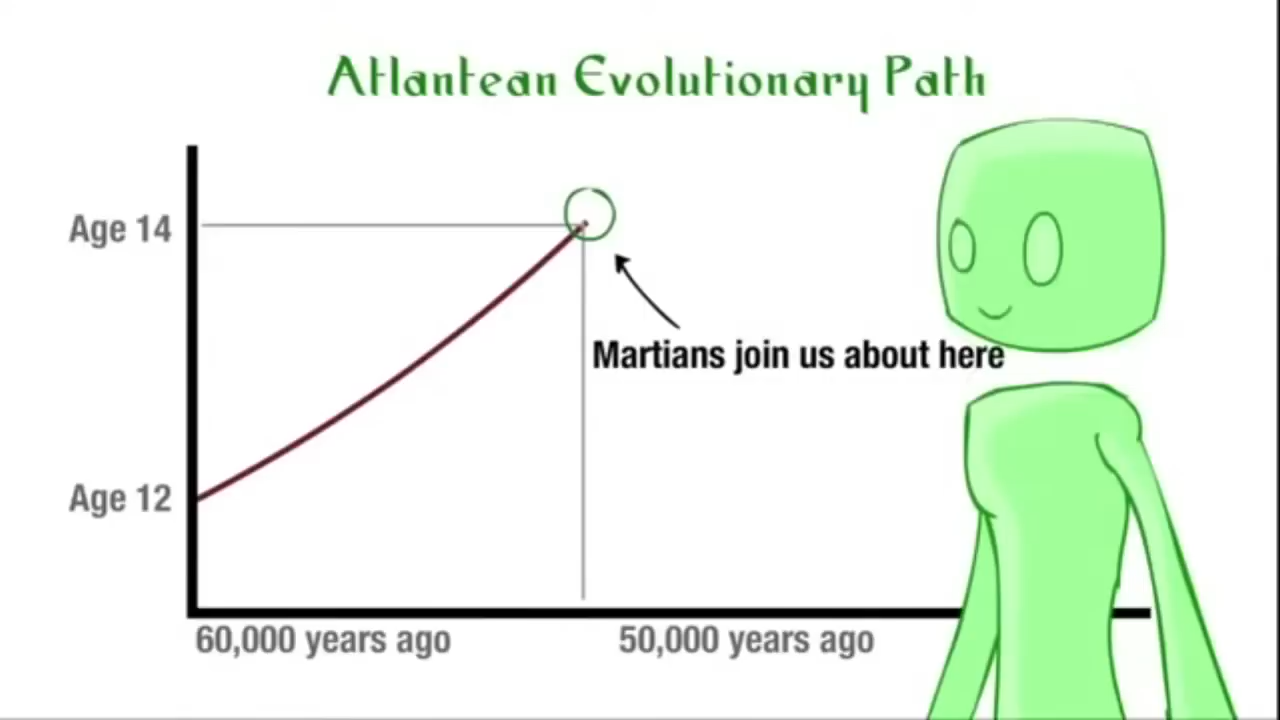 Atlantean Evolutionary Path
Age 14
Martians join us about here
Age 12
60,000 years ago
50,000 years ago